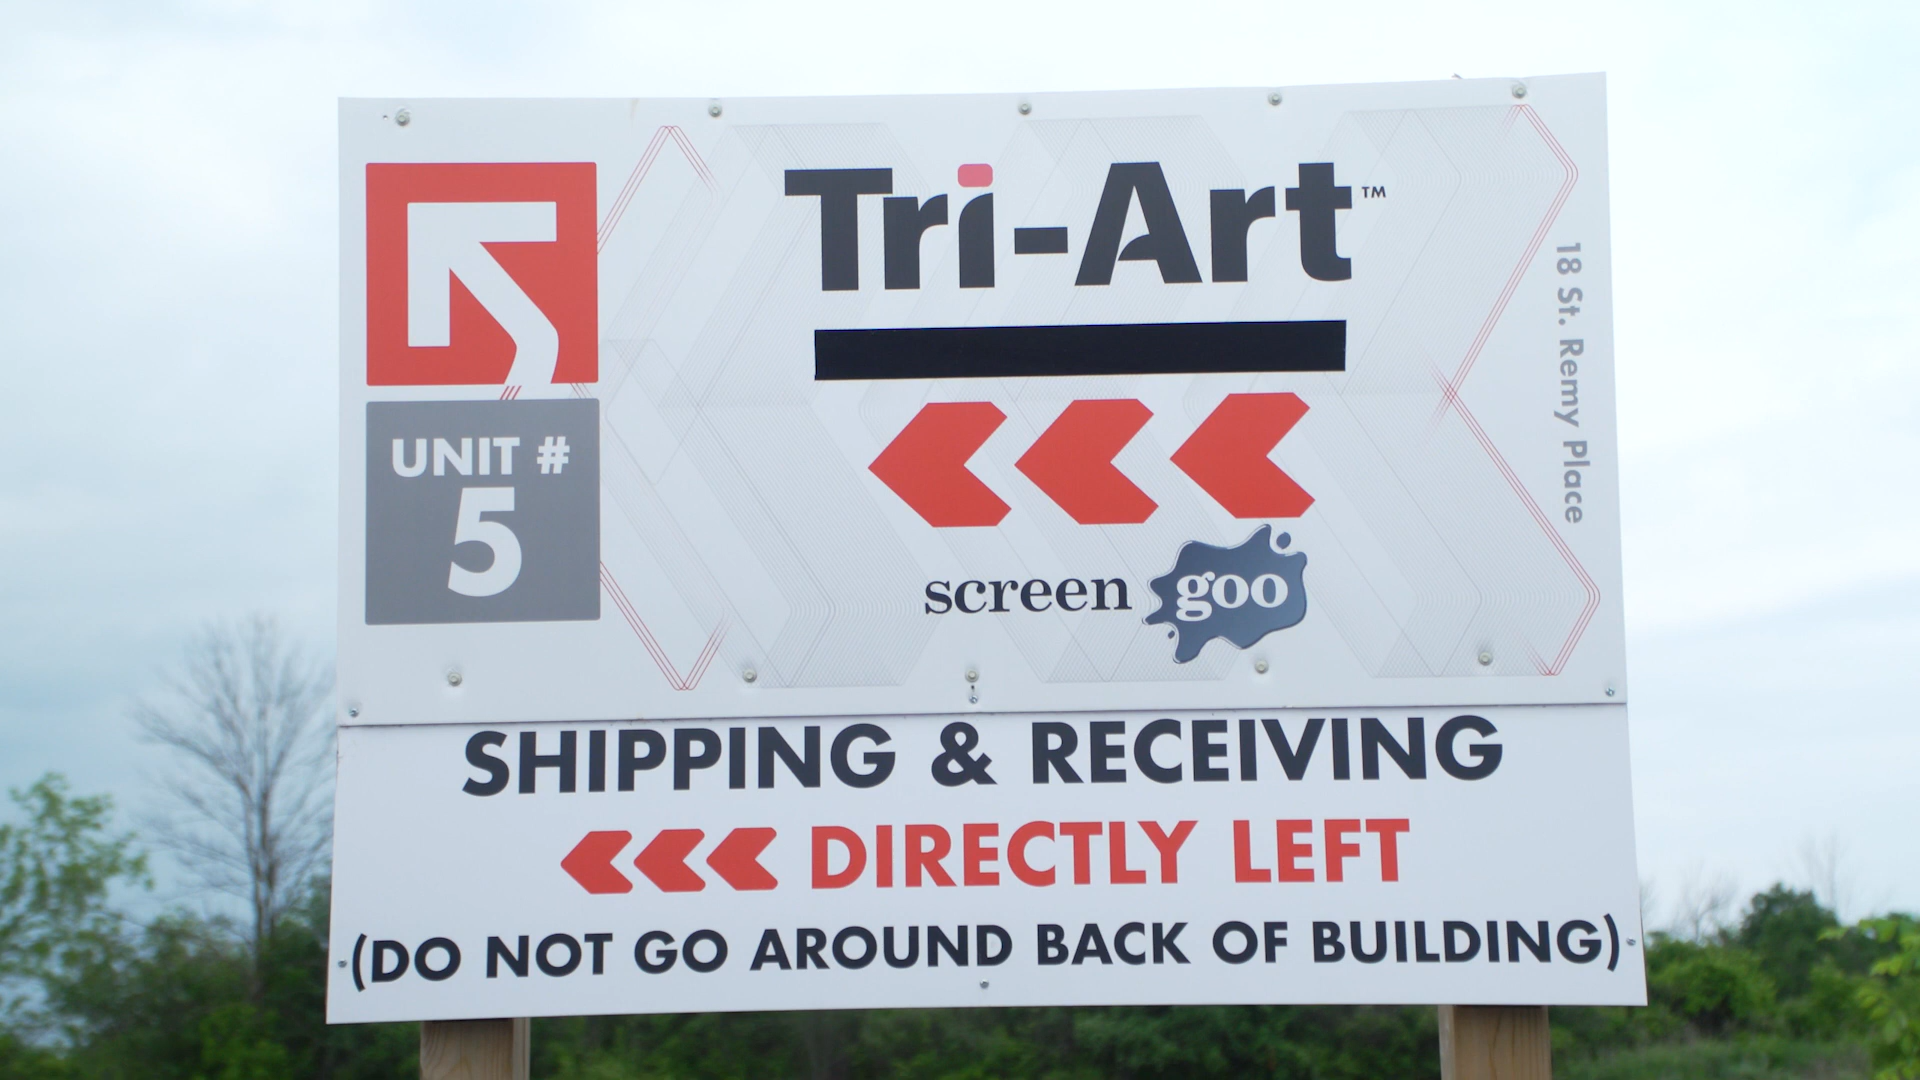 Tri-Art™
UNIT #
5
screen goo
18 St. Remy Place
SHIPPING & RECEIVING
DIRECTLY LEFT
(DO NOT GO AROUND BACK OF BUILDING)